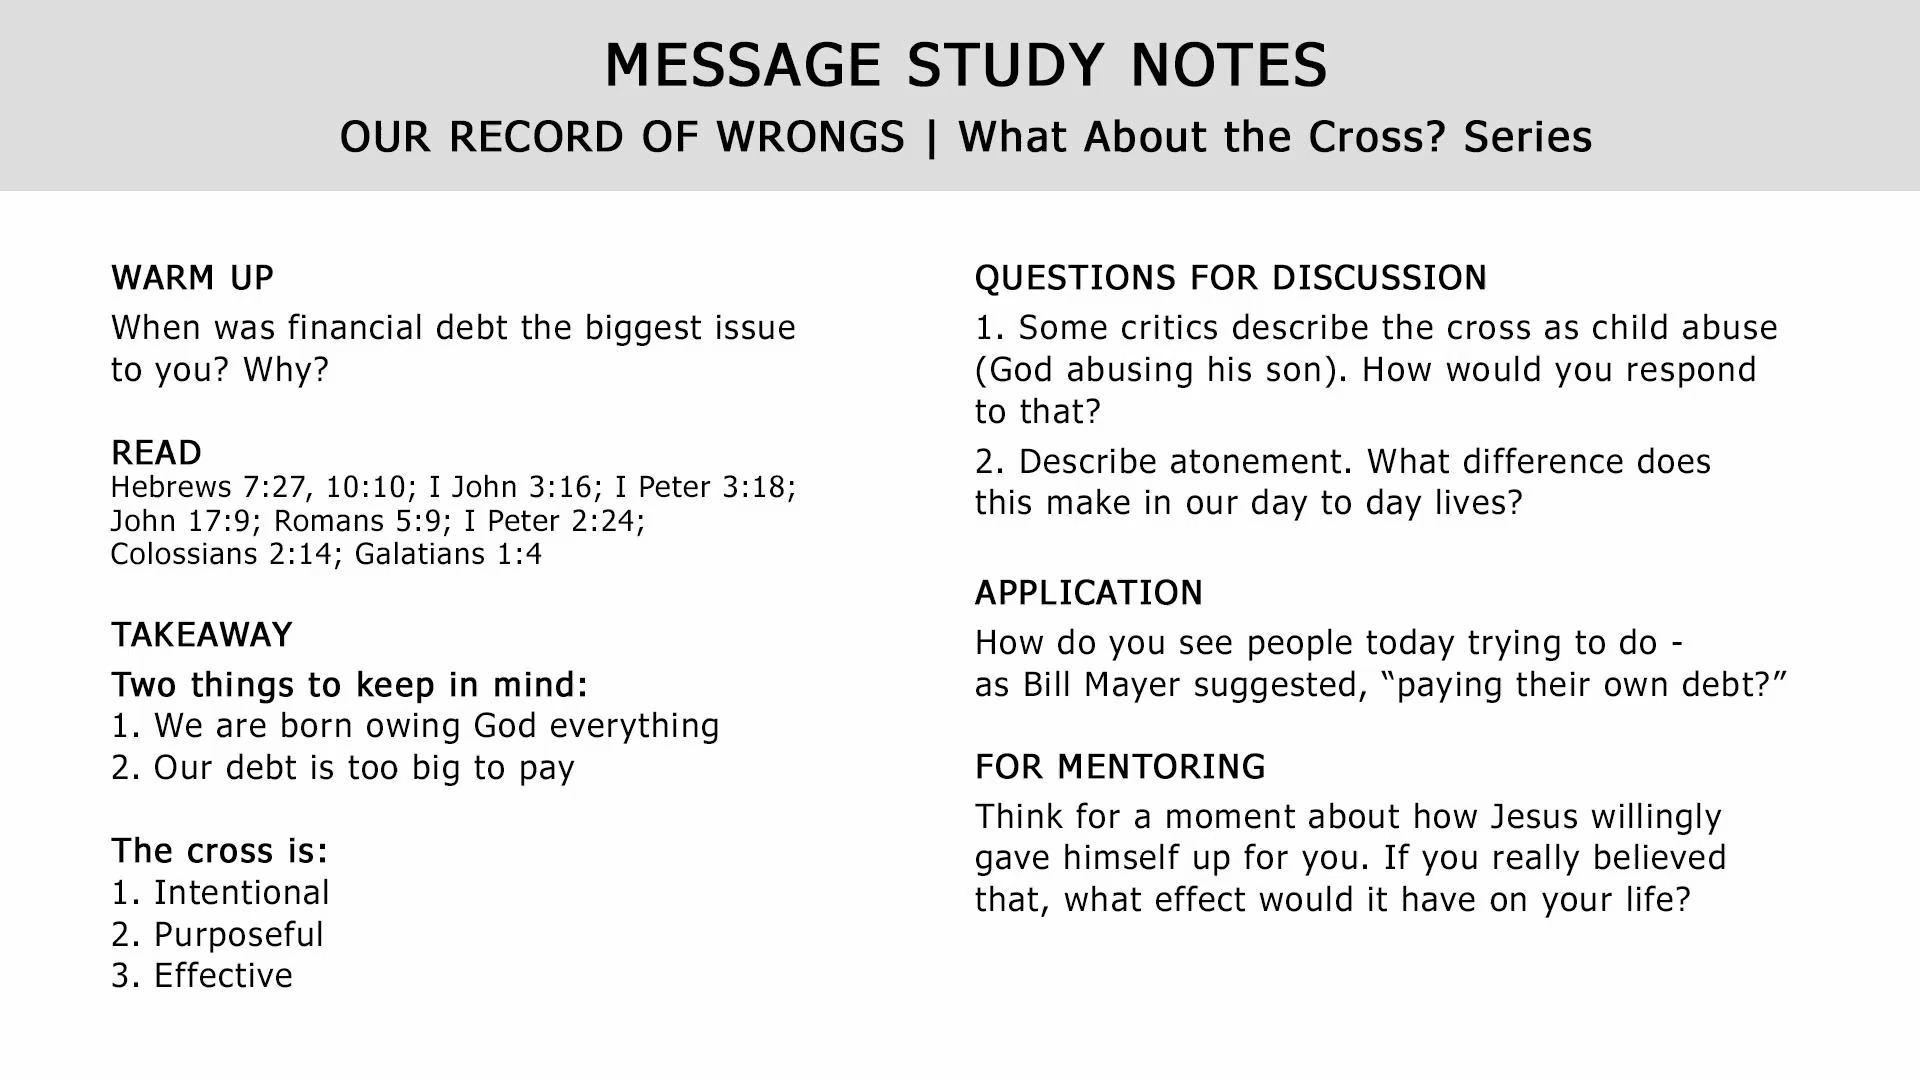 MESSAGE STUDY NOTES
OUR RECORD OF WRONGS | What About the Cross? Series
WARM UP
When was financial debt the biggest issue
to you? Why?
READ
Hebrews 7:27, 10:10; I John 3:16; I Peter 3:18;
John 17:9; Romans 5:9; I Peter 2:24;
Colossians 2:14; Galatians 1:4
TAKEAWAY
Two things to keep in mind:
1. We are born owing God everything
2. Our debt is too big to pay
The cross is:
1. Intentional
2. Purposeful
3. Effective
QUESTIONS FOR DISCUSSION
1. Some critics describe the cross as child abuse
(God abusing his son). How would you respond
to that?
2. Describe atonement. What difference does
this make in our day to day lives?
APPLICATION
How do you see people today trying to do -
as Bill Mayer suggested, “paying their own debt?”
FOR MENTORING
Think for a moment about how Jesus willingly
gave himself up for you. If you really believed
that, what effect would it have on your life?